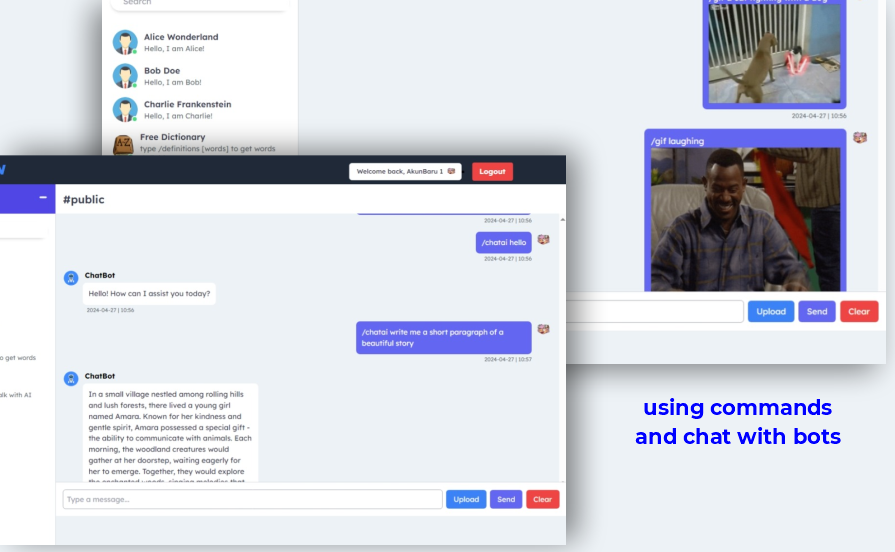 Search
Alice Wonderland
Hello, I am Alice!
Bob Doe
Hello, I am Bob!
Charlie Frankenstein
Hello, I am Charlie!
Free Dictionary
type /definitions [words] to get words
2024-04-27 | 10:56
/gif laughing
Upload
Send
Clear
Welcome back, AkunBaru 1
Logout
#public
2024-04-27 | 10:56
/chatai hello
2024-04-27 | 10:56
ChatBot
Hello! How can I assist you today?
2024-04-27 | 10:56
/chatai write me a short paragraph of a
beautiful story
2024-04-27 | 10:57
ChatBot
In a small village nestled among rolling hills
and lush forests, there lived a young girl
named Amara. Known for her kindness and
gentle spirit, Amara possessed a special gift -
the ability to communicate with animals. Each
morning, the woodland creatures would
gather at her doorstep, waiting eagerly for
her to emerge. Together, they would explore
the enchanted woods, singing melodies that
to get words
alk with AI
Type a message...
Upload
Send
Clear
using commands
and chat with bots